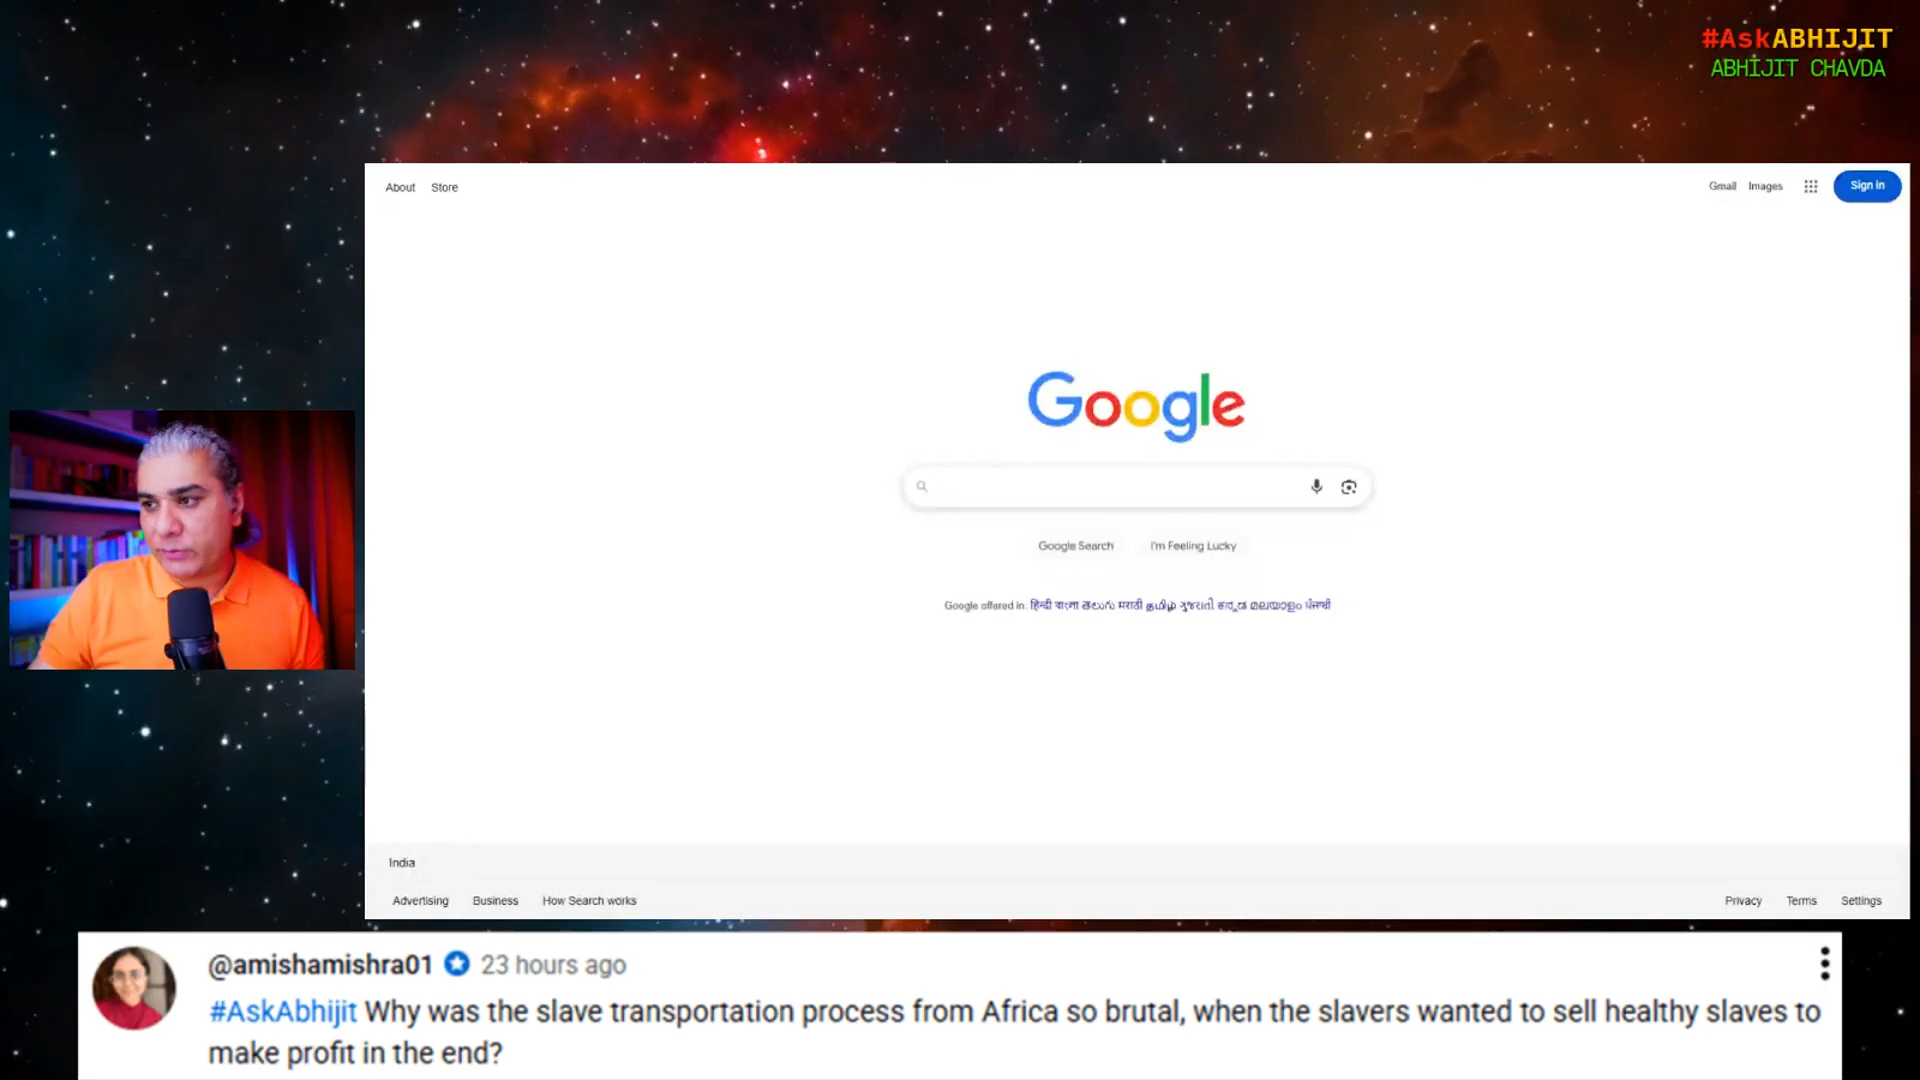 #AskABHIJIT
ABHIJIT CHAVDA
About Store
Gmail Images Sign in
Google
Google Search I'm Feeling Lucky
Google offered in: हिन्दी বাংলা తెలుగు मराठी தமிழ் ગુજરાતી ಕನ್ನಡ മലയാളം ਪੰਜਾਬੀ
India
Advertising Business How Search works
Privacy Terms Settings
@amishamishra01 23 hours ago
#AskAbhijit Why was the slave transportation process from Africa so brutal, when the slavers wanted to sell healthy slaves to
make profit in the end?